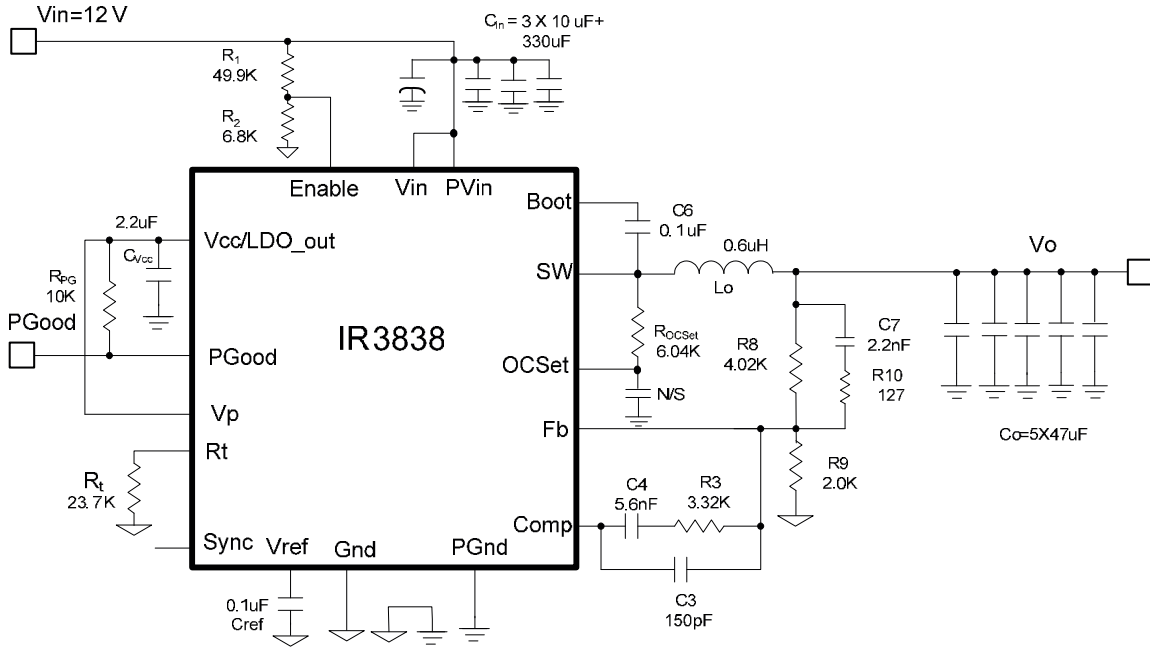 Vin=12 V
Cin = 3 X 10 uF+
330uF
R1
49.9K
R2
6.8K
Enable
Vin
PVin
Boot
C6
0.1uF
2.2uF
Vcc/LDO_out
CVcc
RPG
10K
SW
0.6uH
Lo
Vo
PGood
PGood
IR3838
ROCSet
6.04K
OCSet
N/S
R8
4.02K
C7
2.2nF
R10
127
Vp
Fb
Co=5X47uF
Rt
Rt
23.7K
R9
2.0K
C4
5.6nF
R3
3.32K
Comp
Sync
Vref
Gnd
PGnd
C3
150pF
0.1uF
Cref